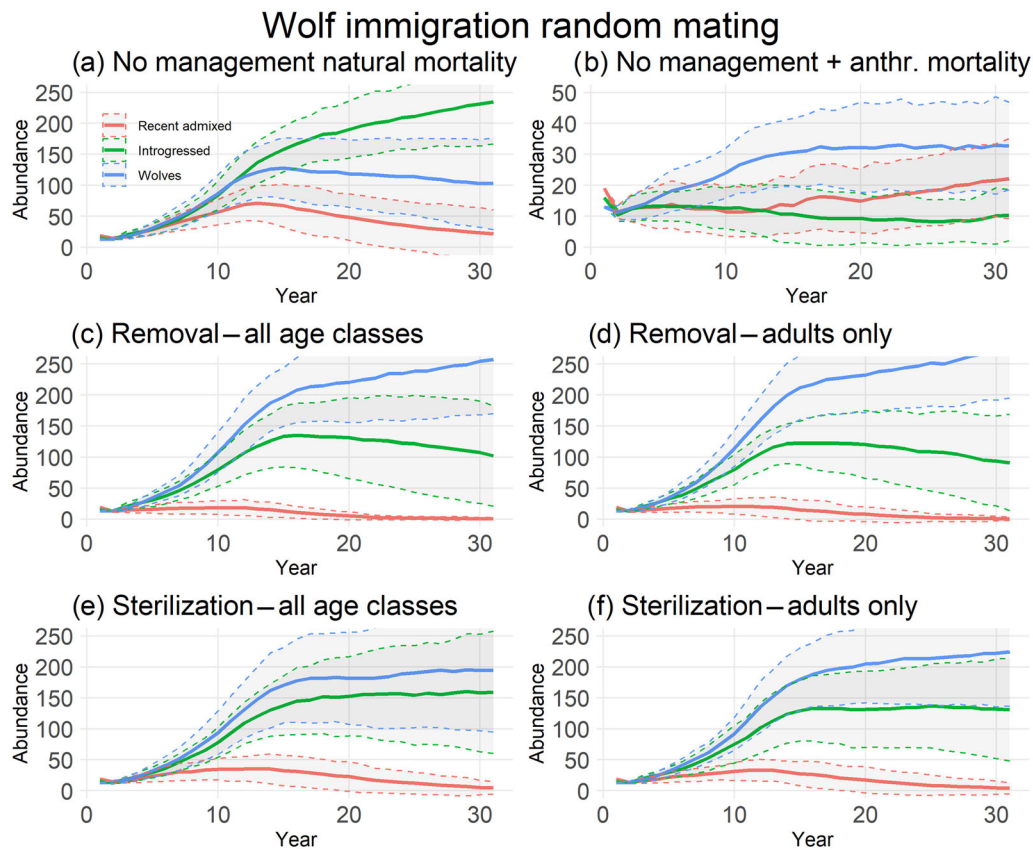 Wolf immigration random mating
(a) No management natural mortality
250
200
150
100
50
0
Abundance
Recent admixed
Introgressed
Wolves
0 10 20 30
Year
(b) No management + anthr. mortality
50
40
30
20
10
0
Abundance
0 10 20 30
Year
(c) Removal–all age classes
250
200
150
100
50
0
Abundance
0 10 20 30
Year
(d) Removal–adults only
250
200
150
100
50
0
Abundance
0 10 20 30
Year
(e) Sterilization–all age classes
250
200
150
100
50
0
Abundance
0 10 20 30
Year
(f) Sterilization–adults only
250
200
150
100
50
0
Abundance
0 10 20 30
Year